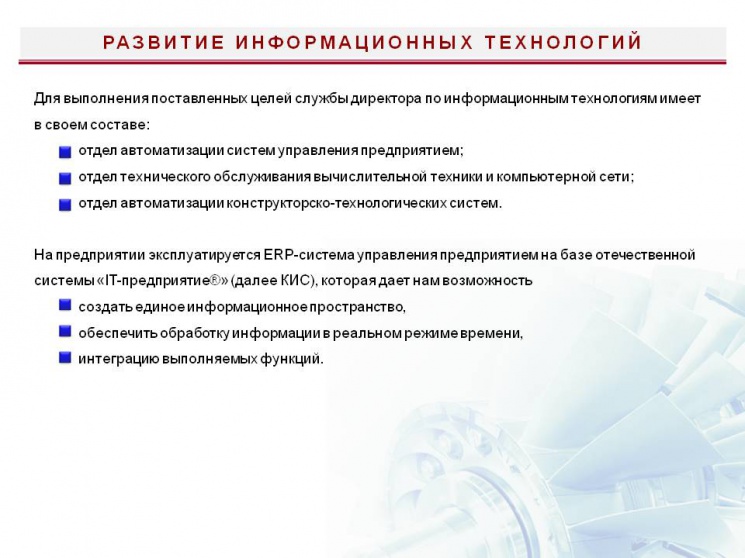 РАЗВИТИЕ ИНФОРМАЦИОННЫХ ТЕХНОЛОГИЙ
Для выполнения поставленных целей службы директора по информационным технологиям имеет
в своем составе:
отдел автоматизации систем управления предприятием;
отдел технического обслуживания вычислительной техники и компьютерной сети;
отдел автоматизации конструкторско-технологических систем.
На предприятии эксплуатируется ERP-система управления предприятием на базе отечественной
системы «IT-предприятие®» (далее КИС), которая дает нам возможность
создать единое информационное пространство,
обеспечить обработку информации в реальном режиме времени,
интеграцию выполняемых функций.